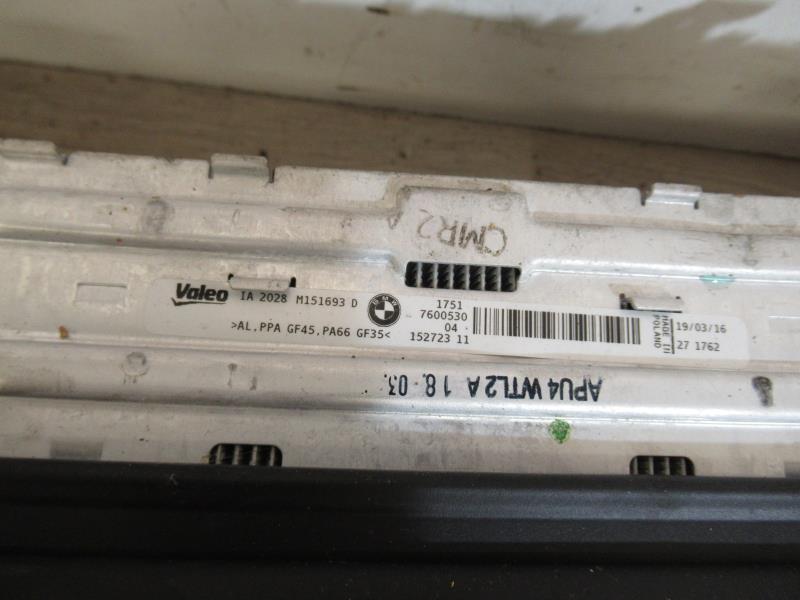 CMR2
Valeo IA 2028 M151693 D
>AL,PPA GF45,PA66 GF35<
BMW
1751
7600530
04
152723 11
MADE IN
POLAND
19/03/16
27 1762
APU4 WTL2 A 18.03.